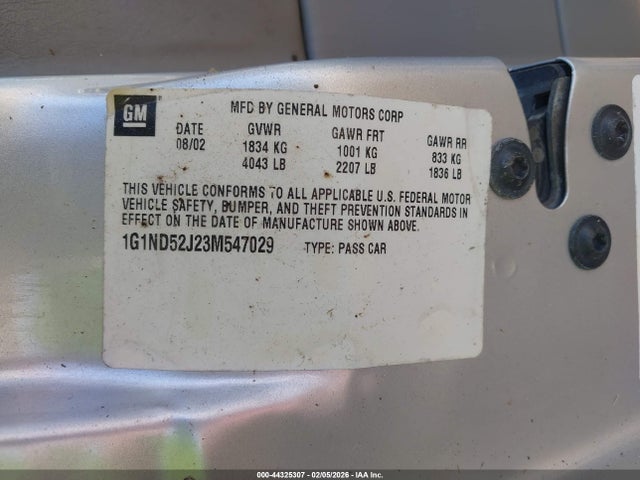 GM
MFD BY GENERAL MOTORS CORP
DATE GVWR GAWR FRT GAWR RR
08/02 1834 KG 1001 KG 833 KG
4043 LB 2207 LB 1836 LB
THIS VEHICLE CONFORMS TO ALL APPLICABLE U.S. FEDERAL MOTOR
VEHICLE SAFETY, BUMPER, AND THEFT PREVENTION STANDARDS IN
EFFECT ON THE DATE OF MANUFACTURE SHOWN ABOVE.
1G1ND52J23M547029 TYPE: PASS CAR
000-44325307 - 02/05/2026 - IAA Inc.